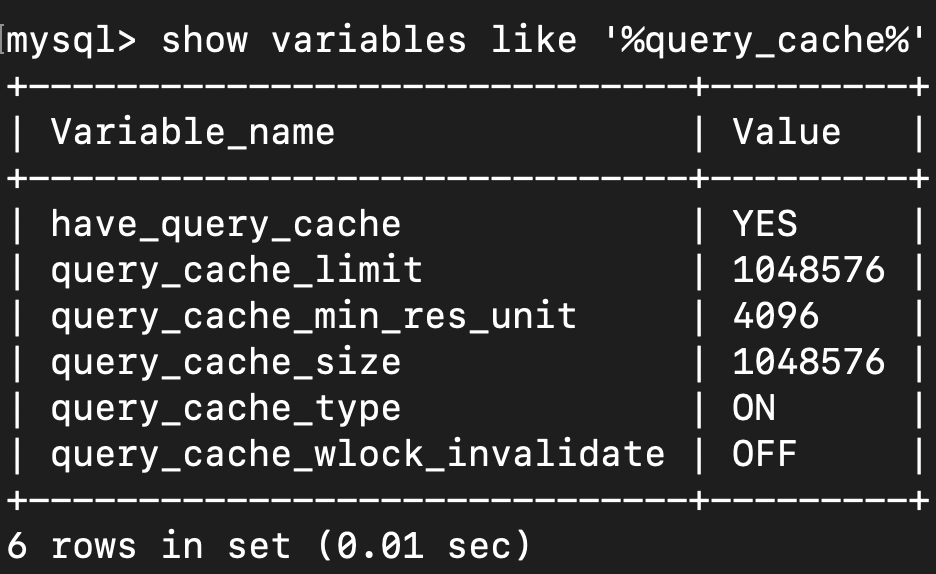 mysql> show variables like '%query_cache%'
+------------------------------+---------+
| Variable_name                | Value   |
+------------------------------+---------+
| have_query_cache             | YES     |
| query_cache_limit            | 1048576 |
| query_cache_min_res_unit     | 4096    |
| query_cache_size             | 1048576 |
| query_cache_type             | ON      |
| query_cache_wlock_invalidate | OFF     |
+------------------------------+---------+
6 rows in set (0.01 sec)